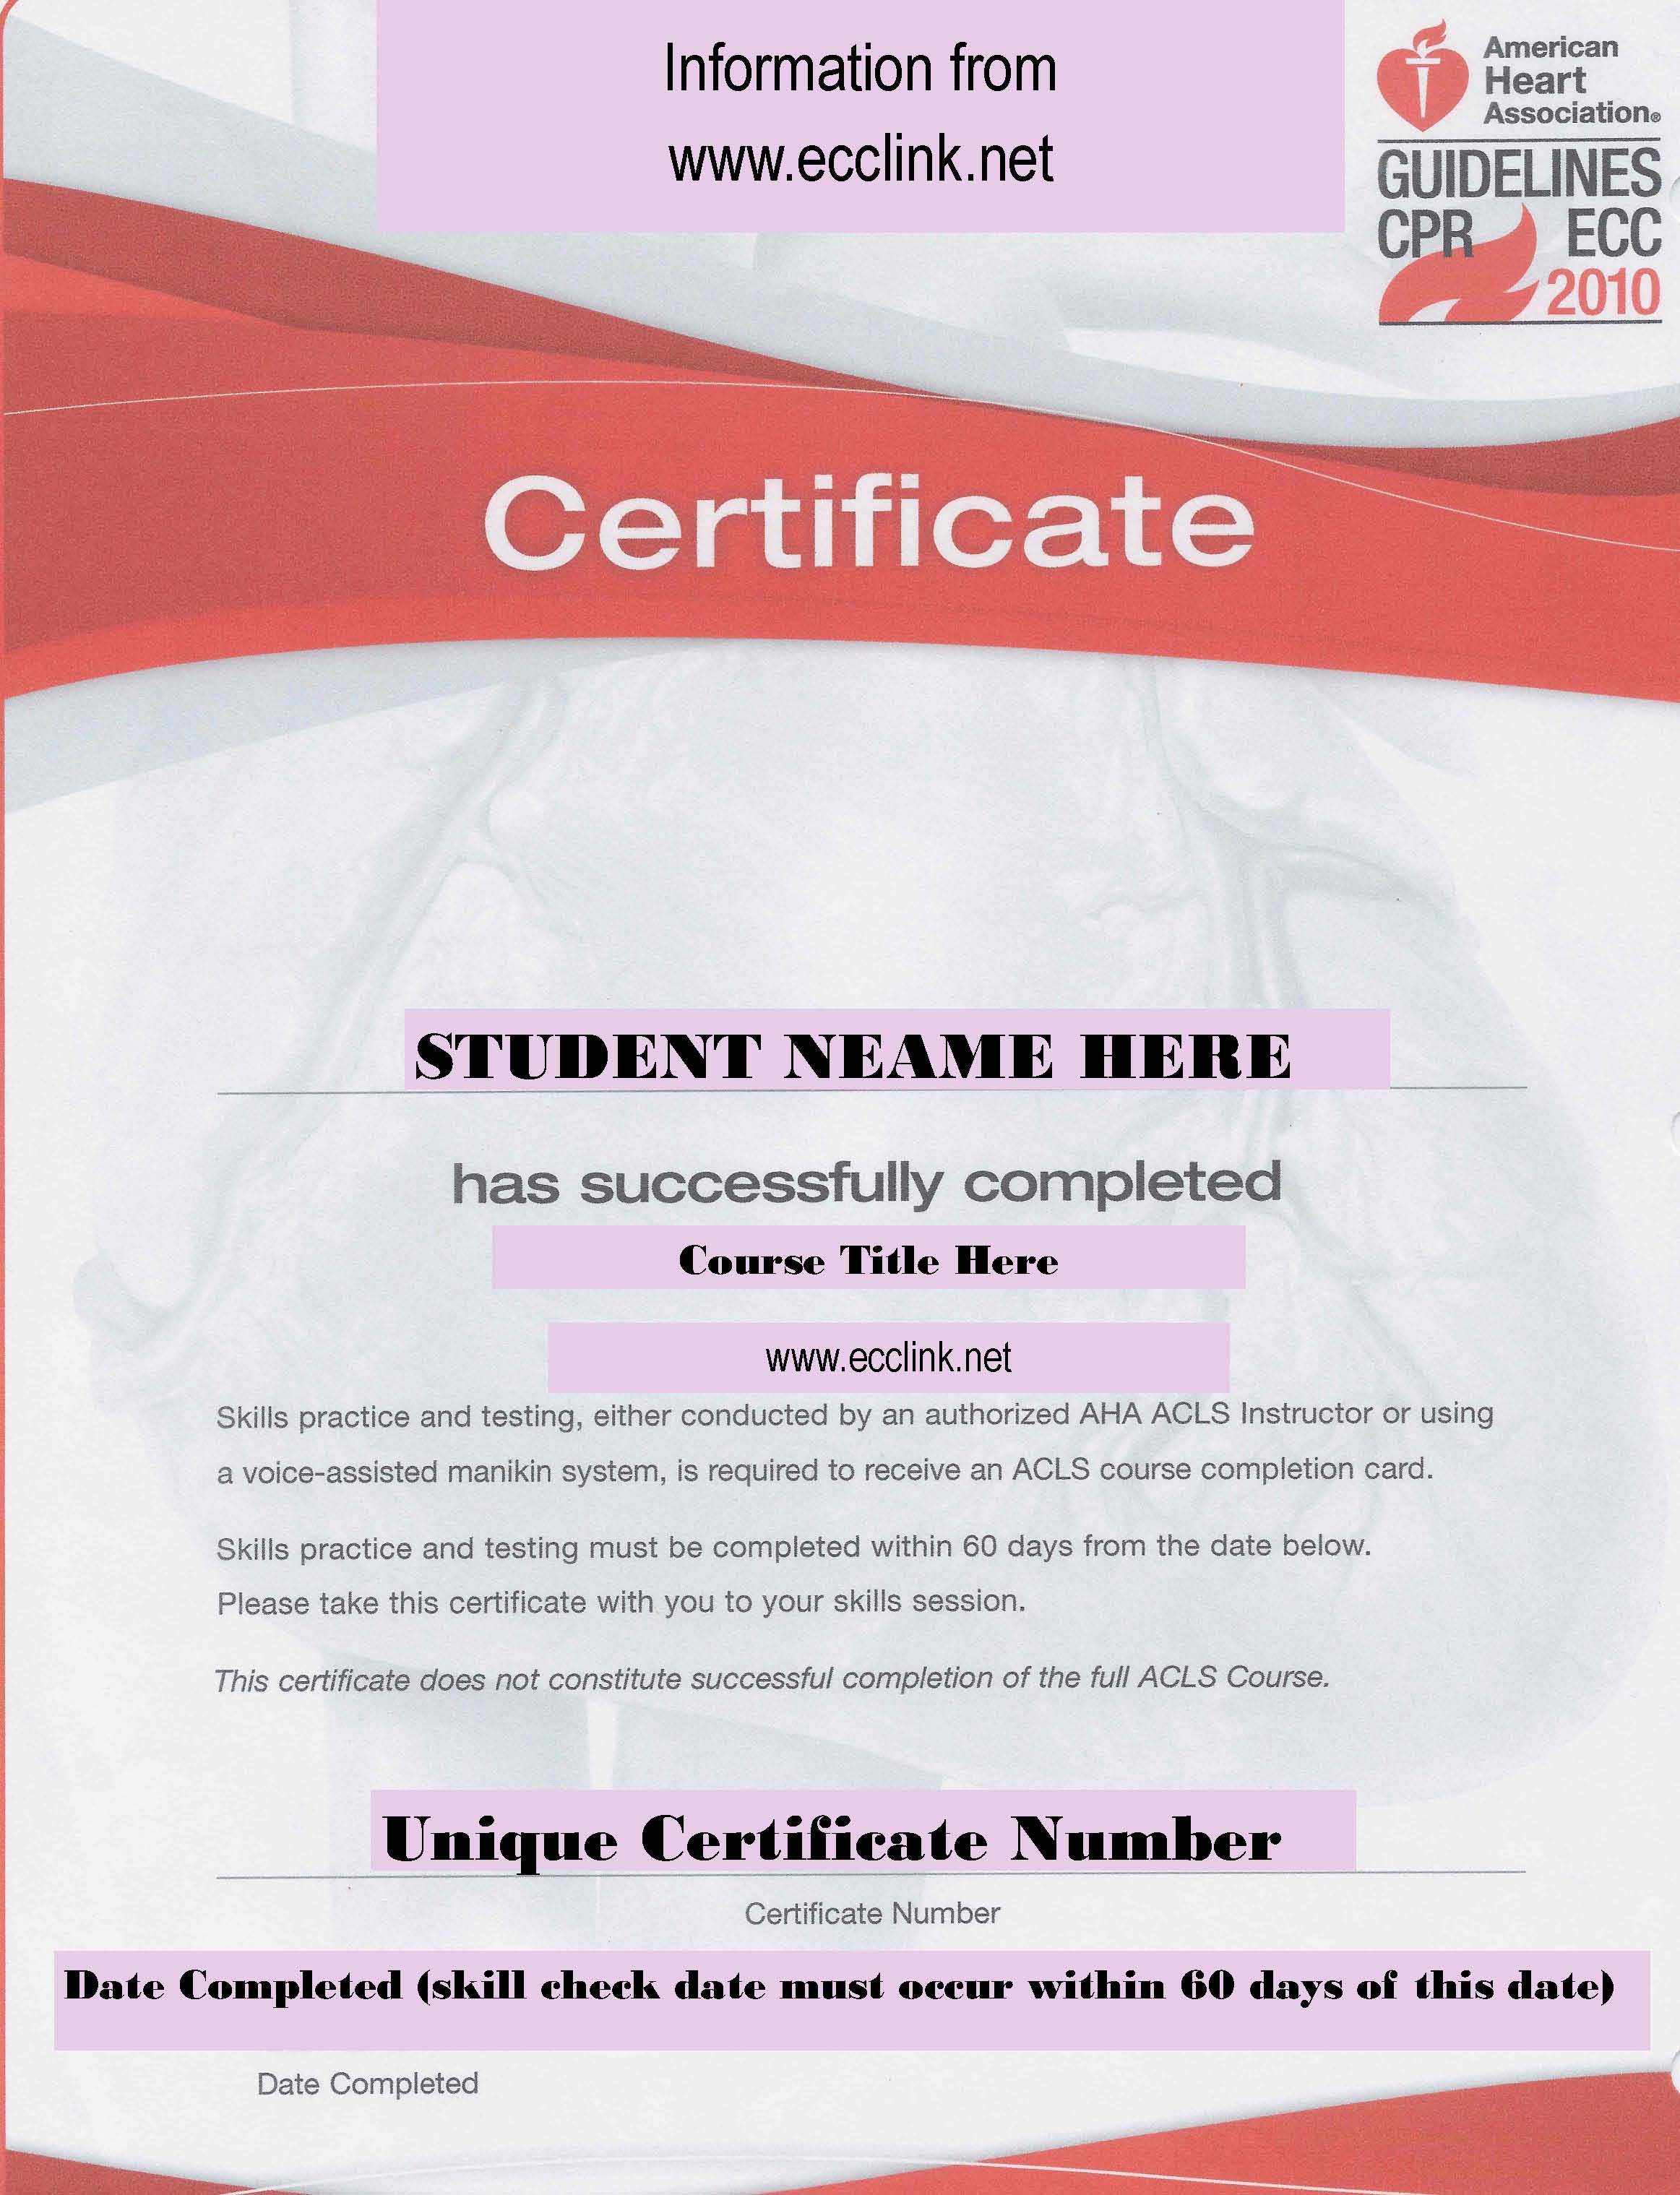 Information from
www.ecclink.net
American
Heart
Association®
GUIDELINES
CPR ECC
2010
Certificate
STUDENT NEAME HERE
has successfully completed
Course Title Here
www.ecclink.net
Skills practice and testing, either conducted by an authorized AHA ACLS Instructor or using
a voice-assisted manikin system, is required to receive an ACLS course completion card.
Skills practice and testing must be completed within 60 days from the date below.
Please take this certificate with you to your skills session.
This certificate does not constitute successful completion of the full ACLS Course.
Unique Certificate Number
Certificate Number
Date Completed (skill check date must occur within 60 days of this date)
Date Completed